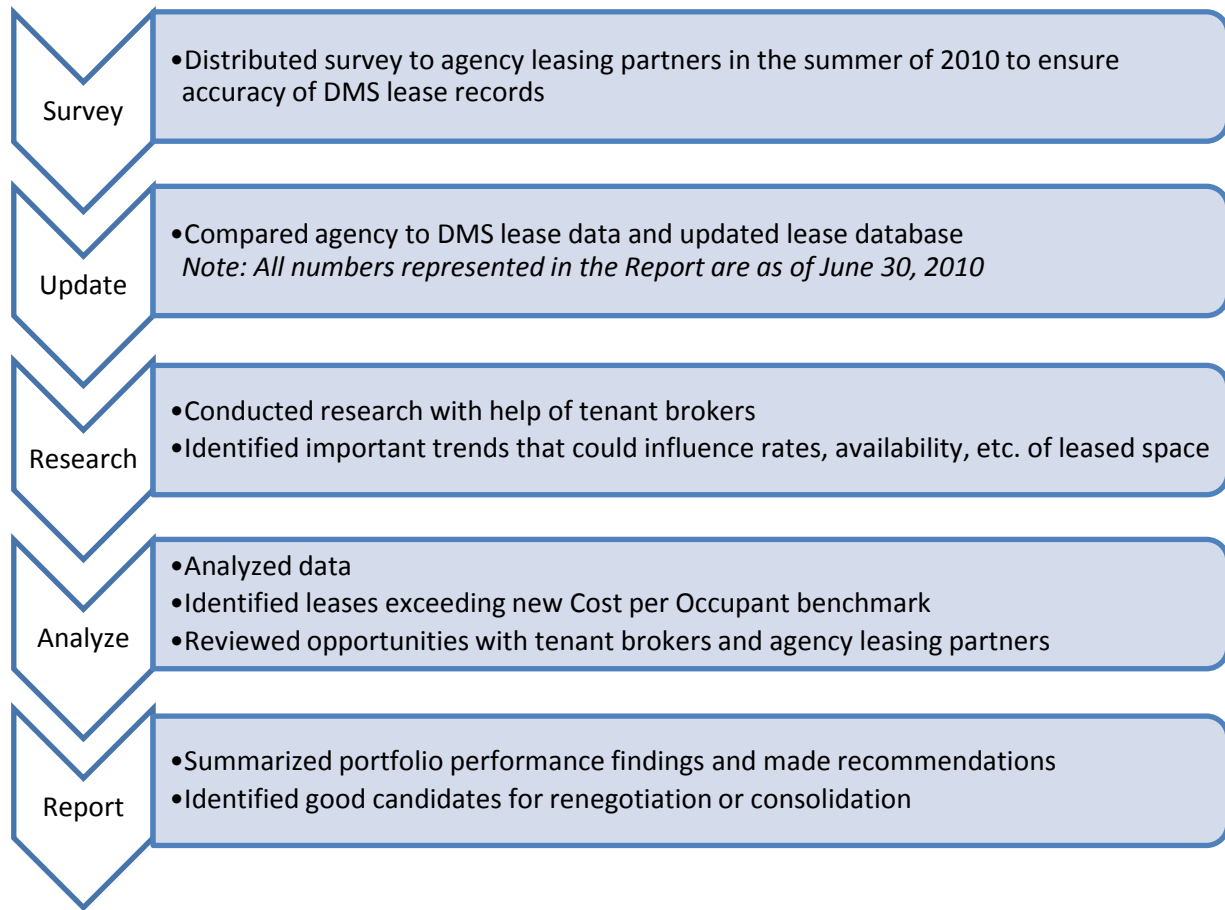 Survey
•Distributed survey to agency leasing partners in the summer of 2010 to ensure
accuracy of DMS lease records
Update
•Compared agency to DMS lease data and updated lease database
Note: All numbers represented in the Report are as of June 30, 2010
Research
•Conducted research with help of tenant brokers
•Identified important trends that could influence rates, availability, etc. of leased space
Analyze
•Analyzed data
•Identified leases exceeding new Cost per Occupant benchmark
•Reviewed opportunities with tenant brokers and agency leasing partners
Report
•Summarized portfolio performance findings and made recommendations
•Identified good candidates for renegotiation or consolidation